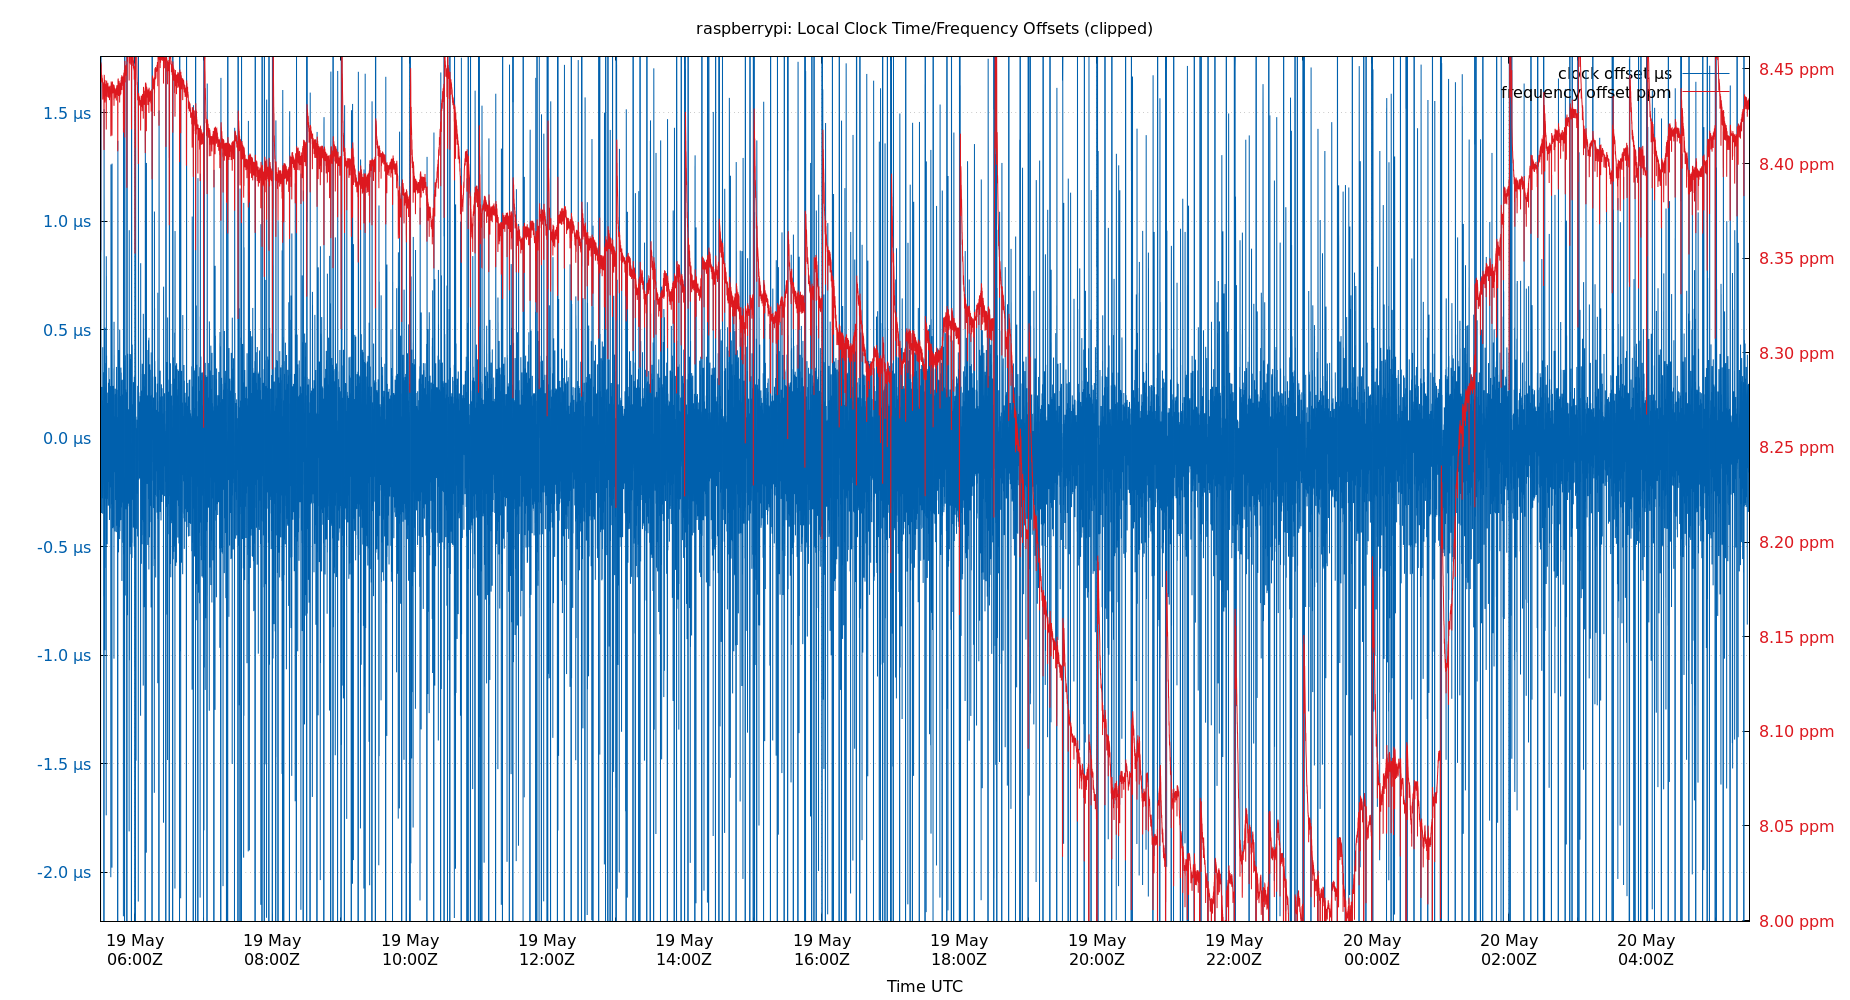 raspberrypi: Local Clock Time/Frequency Offsets (clipped)
clock offset µs
frequency offset ppm
1.5 µs
1.0 µs
0.5 µs
0.0 µs
-0.5 µs
-1.0 µs
-1.5 µs
-2.0 µs
8.45 ppm
8.40 ppm
8.35 ppm
8.30 ppm
8.25 ppm
8.20 ppm
8.15 ppm
8.10 ppm
8.05 ppm
8.00 ppm
19 May 19 May 19 May 19 May 19 May 19 May 19 May 19 May 19 May 20 May 20 May 20 May
06:00Z 08:00Z 10:00Z 12:00Z 14:00Z 16:00Z 18:00Z 20:00Z 22:00Z 00:00Z 02:00Z 04:00Z
Time UTC